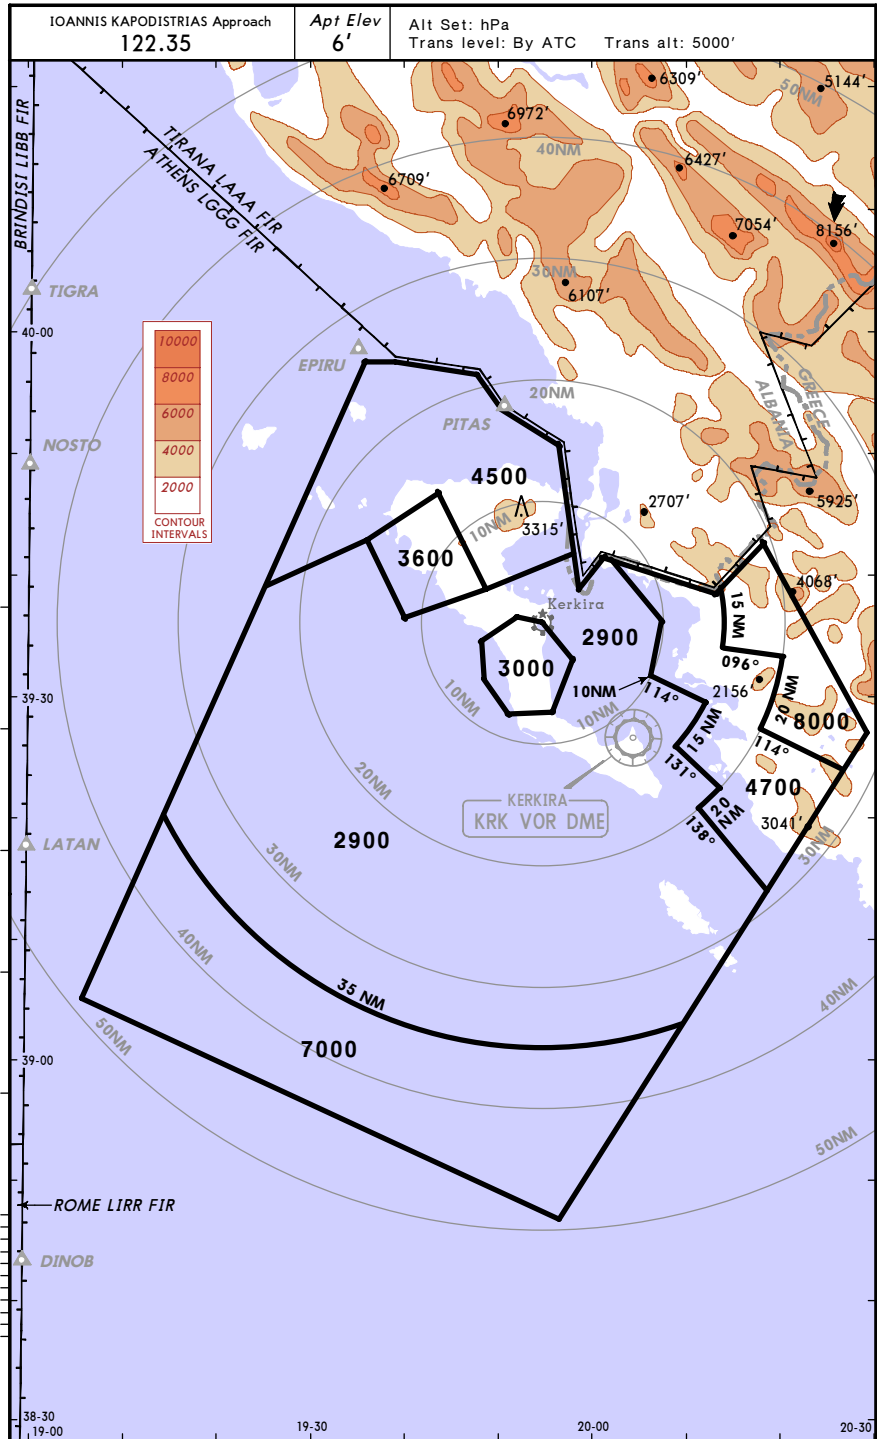 IOANNIS KAPODISTRIAS Approach
122.35
Apt Elev
6'
Alt Set: hPa
Trans level: By ATC Trans alt: 5000'
BRINDISI LIBB FIR
TIRANA LAAA FIR
ATHENS LGGG FIR
6309'
5144'
50NM
6972'
40NM
6427'
6709'
7054'
8156'
30NM
6107'
TIGRA
40-00
10000
8000
6000
4000
2000
CONTOUR
INTERVALS
EPIRU
20NM
PITAS
GREECE
ALBANIA
NOSTO
4500
2707'
5925'
10NM
3315'
3600
4068'
15 NM
Kerkira
2900
3000
096°
10NM
114°
2156'
20 NM
8000
39-30
10NM
10NM
15 NM
114°
131°
4700
20NM
KERKIRA
KRK VOR DME
20
NM
138°
3041'
30NM
LATAN
2900
30NM
40NM
35 NM
40NM
50NM
7000
39-00
50NM
ROME LIRR FIR
DINOB
38-30
19-00
19-30
20-00
20-30